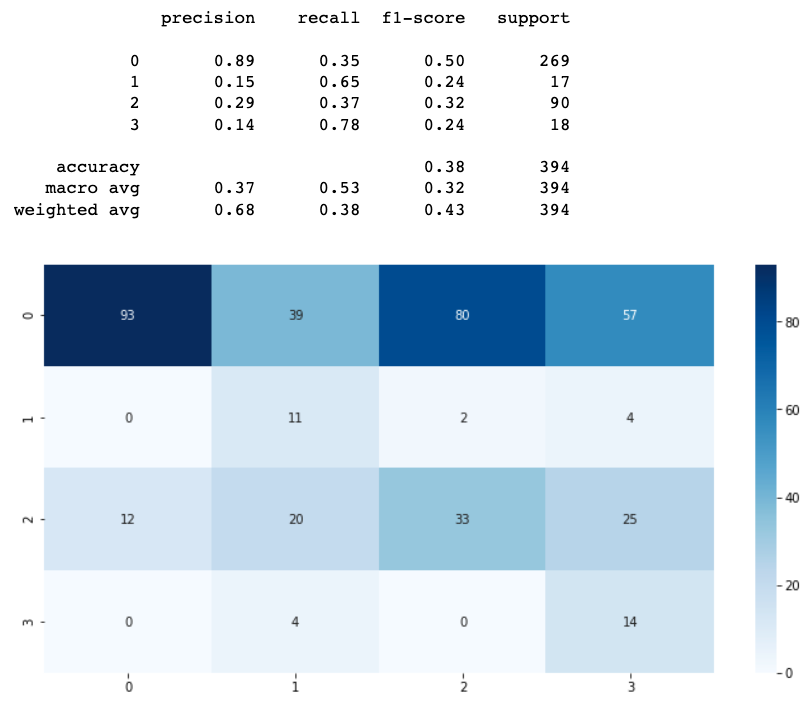 precision recall f1-score support
0 0.89 0.35 0.50 269
1 0.15 0.65 0.24 17
2 0.29 0.37 0.32 90
3 0.14 0.78 0.24 18
accuracy 0.38 394
macro avg 0.37 0.53 0.32 394
weighted avg 0.68 0.38 0.43 394
0 93 39 80 57
1 0 11 2 4
2 12 20 33 25
3 0 4 0 14
0 1 2 3
80
60
40
20
0